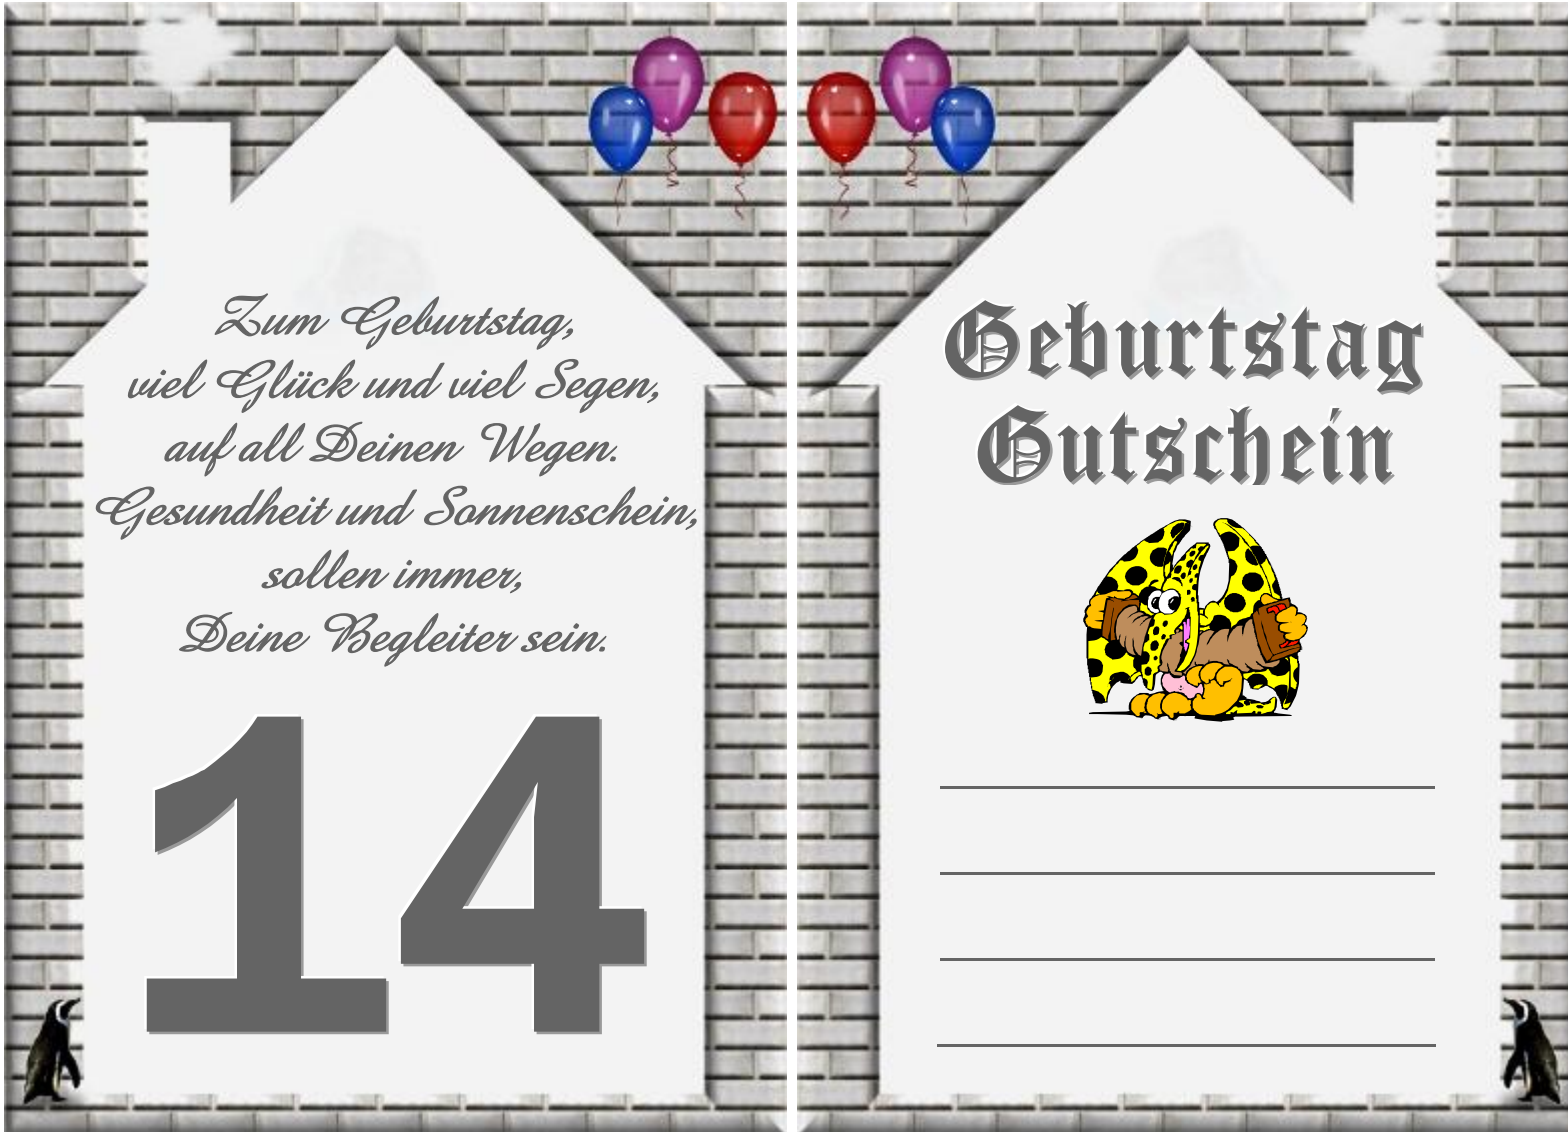 Zum Geburtstag,
viel Glück und viel Segen,
auf all Deinen Wegen.
Gesundheit und Sonnenschein,
sollen immer,
Deine Begleiter sein.
14
Geburtstag
Gutschein